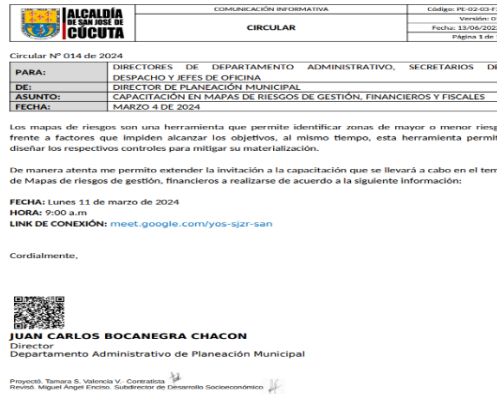 ALCALDÍA
DE SAN JOSÉ DE
CÚCUTA
COMUNICACIÓN INFORMATIVA
CIRCULAR
Código: PE-02-03-F
Versión: 0
Fecha: 13/06/202
Página 1 de
Circular Nº 014 de 2024
PARA: DIRECTORES DE DEPARTAMENTO ADMINISTRATIVO, SECRETARIOS DE
DESPACHO Y JEFES DE OFICINA
DE: DIRECTOR DE PLANEACIÓN MUNICIPAL
ASUNTO: CAPACITACIÓN EN MAPAS DE RIESGOS DE GESTIÓN, FINANCIEROS Y FISCALES
FECHA: MARZO 4 DE 2024
Los mapas de riesgos son una herramienta que permite identificar zonas de mayor o menor riesg
frente a factores que impiden alcanzar los objetivos, al mismo tiempo, esta herramienta permit
diseñar los respectivos controles para mitigar su materialización.
De manera atenta me permito extender la invitación a la capacitación que se llevará a cabo en el tem
de Mapas de riesgos de gestión, financieros a realizarse de acuerdo a la siguiente información:
FECHA: Lunes 11 de marzo de 2024
HORA: 9:00 a.m
LINK DE CONEXIÓN: meet.google.com/yos-sjzr-san
Cordialmente,
JUAN CARLOS BOCANEGRA CHACON
Director
Departamento Administrativo de Planeación Municipal
Proyectó. Tamara S. Valencia V.- Contratista
Revisó. Miguel Ángel Enciso. Subdirector de Desarrollo Socioeconómico